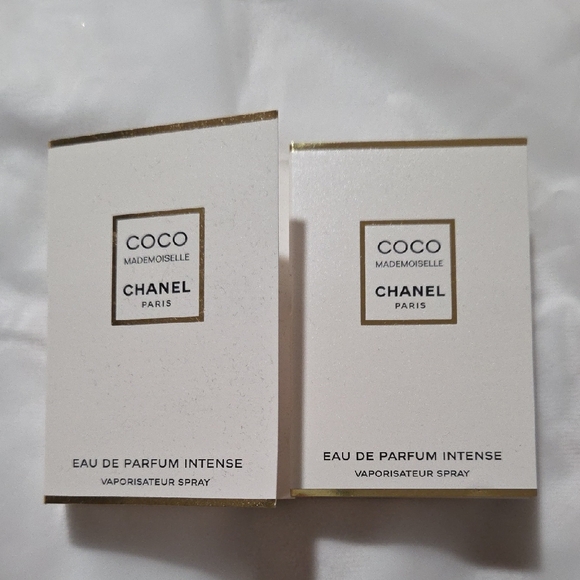 COCO
MADEMOISELLE
CHANEL
PARIS
EAU DE PARFUM INTENSE
VAPORISATEUR SPRAY
COCO
MADEMOISELLE
CHANEL
PARIS
EAU DE PARFUM INTENSE
VAPORISATEUR SPRAY